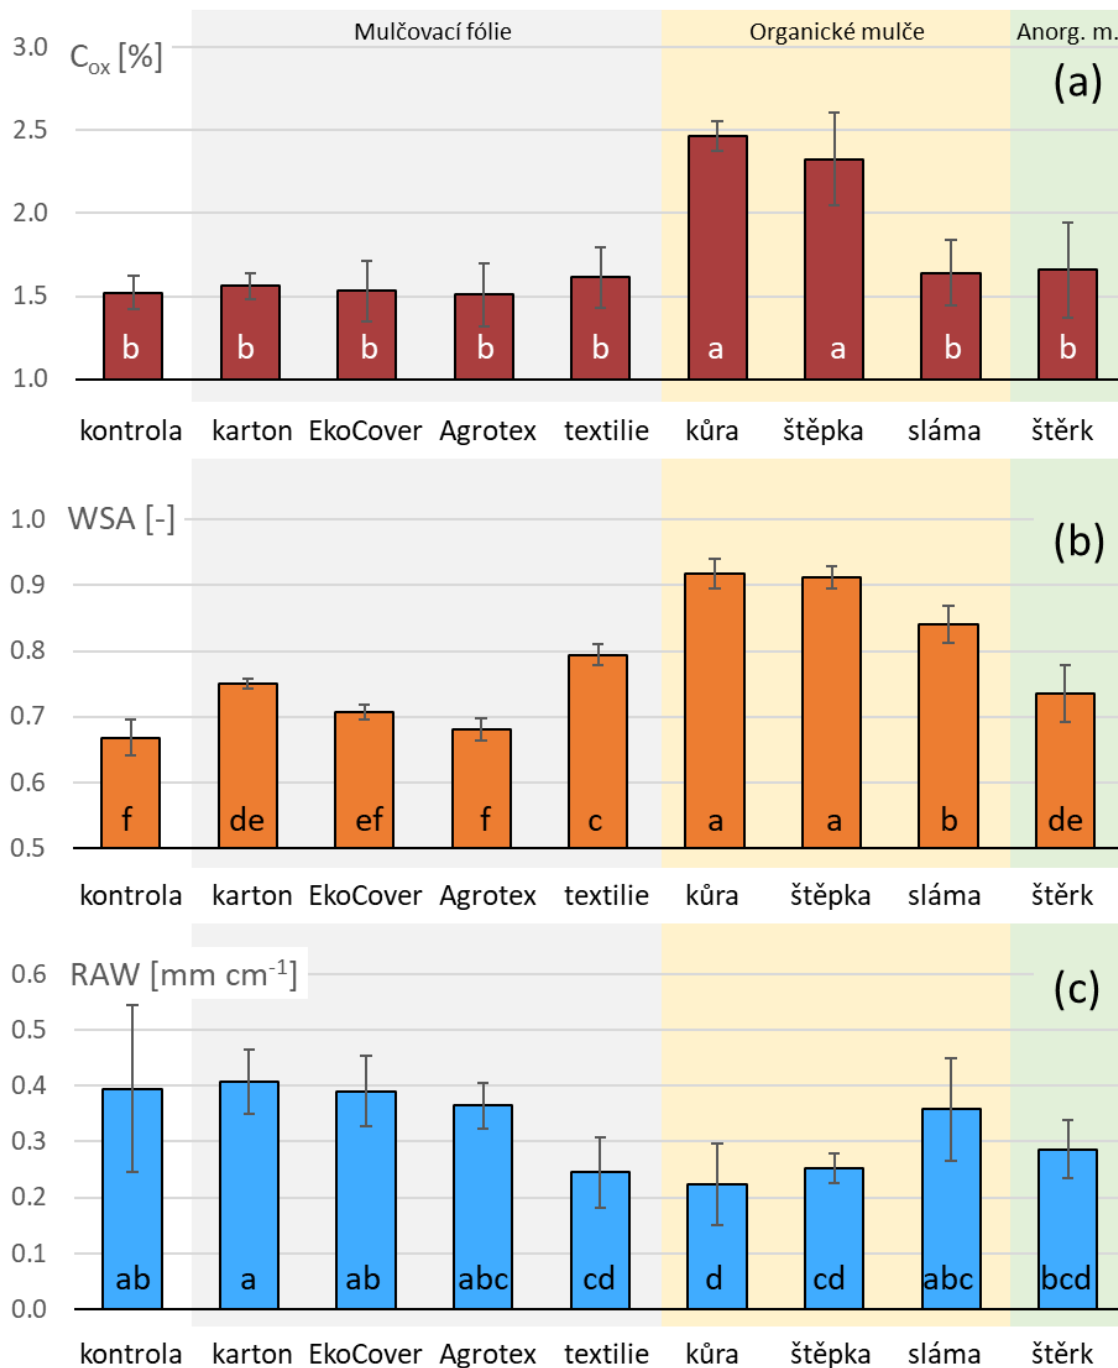 Mulčovací fólie Organické mulče Anorg. m.
3.0 Cox [%] (a)
2.5
2.0
1.5
b b b b b a a b b
1.0
kontrola karton EkoCover Agrotex textilie kůra štěpka sláma štěrk
1.0 WSA [-] (b)
0.9
0.8
0.7
0.6
f de ef f c a a b de
0.5
kontrola karton EkoCover Agrotex textilie kůra štěpka sláma štěrk
0.6 RAW [mm cm⁻¹] (c)
0.5
0.4
0.3
0.2
0.1
ab a ab abc cd d cd abc bcd
0.0
kontrola karton EkoCover Agrotex textilie kůra štěpka sláma štěrk